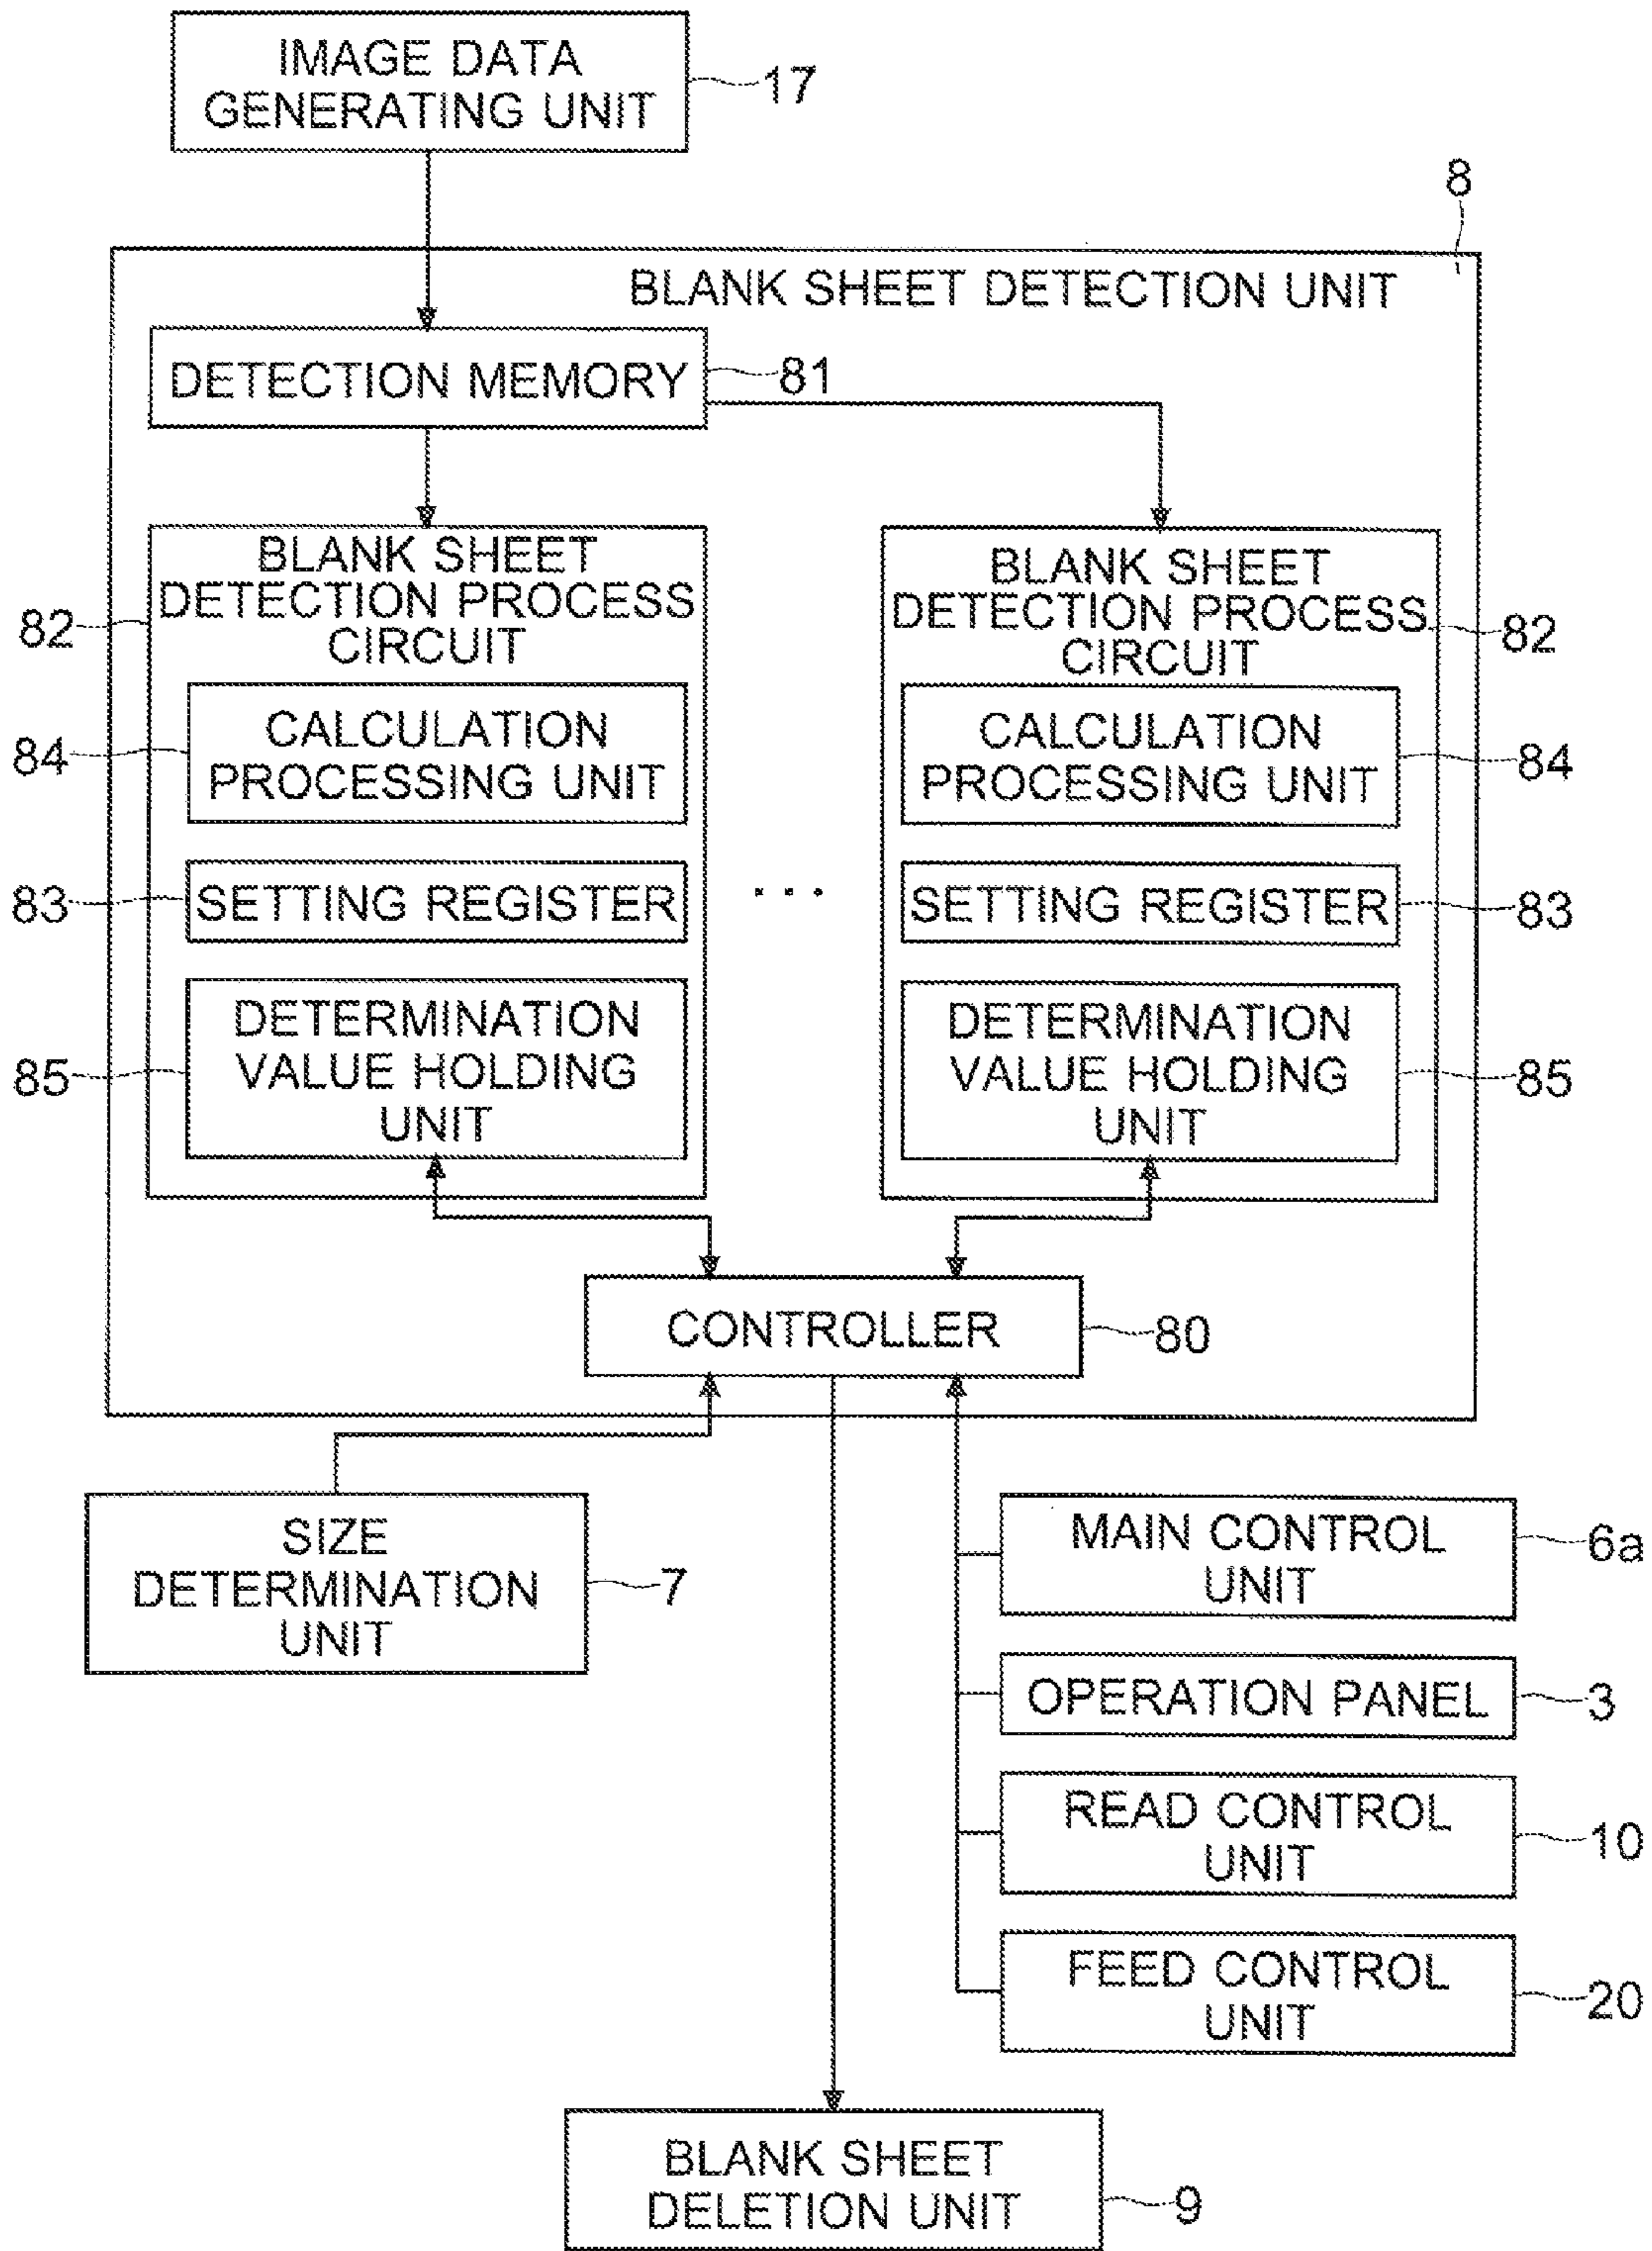 IMAGE DATA
GENERATING UNIT
17
8
BLANK SHEET DETECTION UNIT
DETECTION MEMORY
81
BLANK SHEET
DETECTION PROCESS
CIRCUIT
82
CALCULATION
PROCESSING UNIT
84
SETTING REGISTER
83
DETERMINATION
VALUE HOLDING
UNIT
85
...
BLANK SHEET
DETECTION PROCESS
CIRCUIT
82
CALCULATION
PROCESSING UNIT
84
SETTING REGISTER
83
DETERMINATION
VALUE HOLDING
UNIT
85
CONTROLLER
80
SIZE
DETERMINATION
UNIT
7
MAIN CONTROL
UNIT
6a
OPERATION PANEL
3
READ CONTROL
UNIT
10
FEED CONTROL
UNIT
20
BLANK SHEET
DELETION UNIT
9